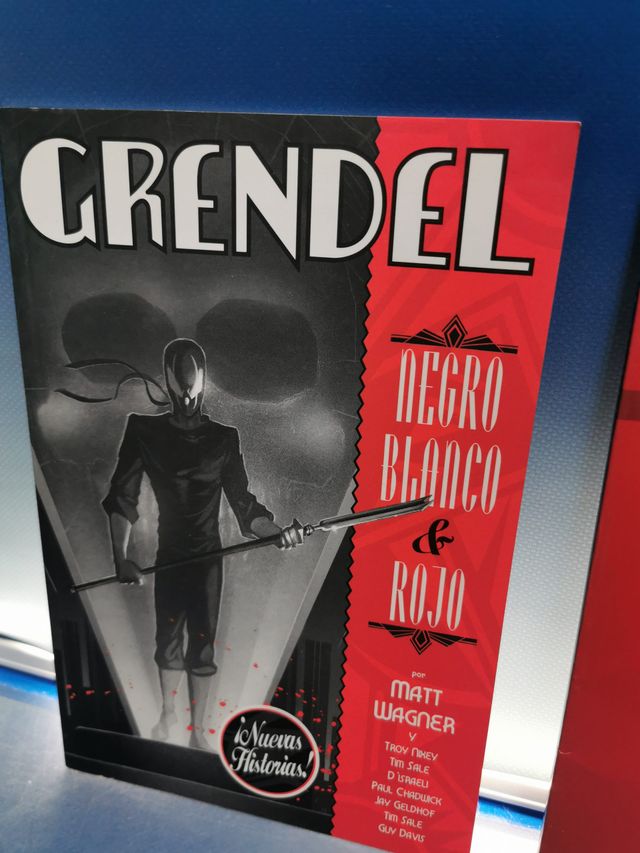 GRENDEL
NEGRO
BLANCO
&
ROJO
por
MATT
WAGNER
Y
TROY NIXEY
TIM SALE
D'ISRAELI
PAUL CHADWICK
JAY GELDHOF
TIM SALE
GUY DAVIS
¡Nuevas
Historias!